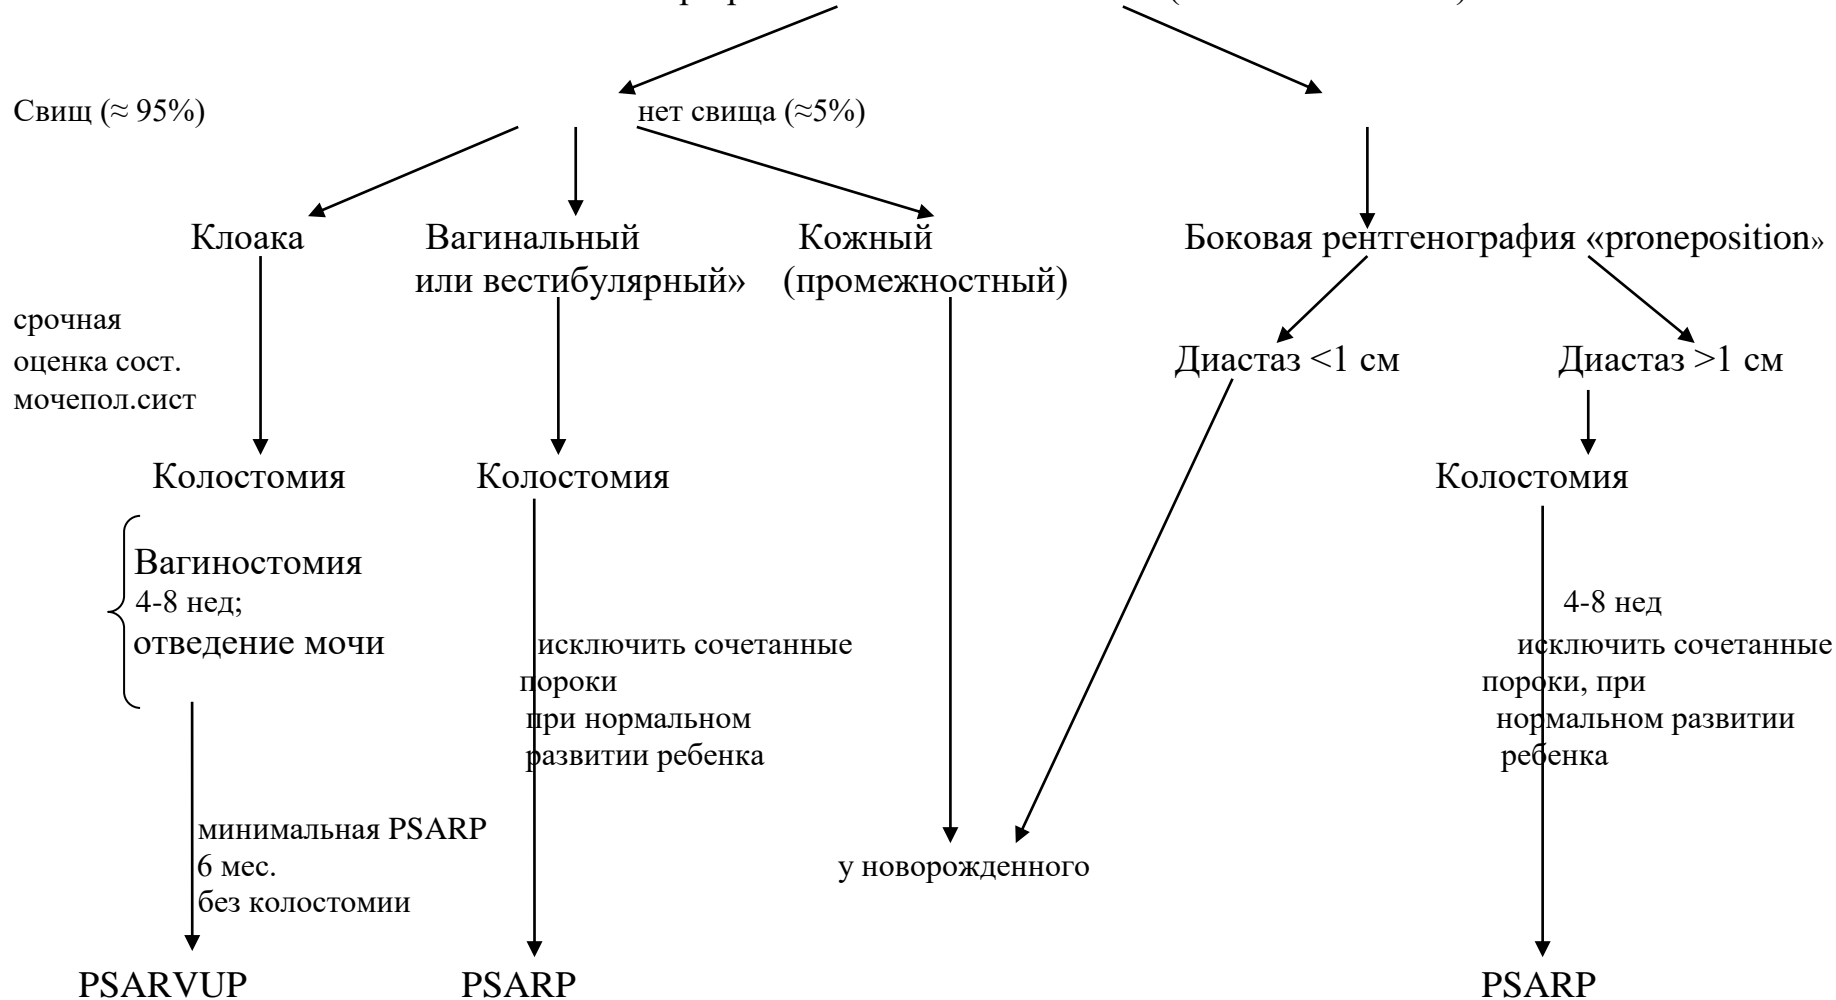 Свищ (≈ 95%)
нет свища (≈5%)
Клоака
Вагинальный
или вестибулярный»
Кожный
(промежностный)
Боковая рентгенография «proneposition»
срочная
оценка сост.
мочепол.сист
Диастаз <1 см
Диастаз >1 см
Колостомия
Колостомия
Колостомия
Вагиностомия
4-8 нед;
отведение мочи
исключить сочетанные
пороки
при нормальном
развитии ребенка
4-8 нед
исключить сочетанные
пороки, при
нормальном развитии
ребенка
минимальная PSARP
6 мес.
без колостомии
у новорожденного
PSARVUP
PSARP
PSARP